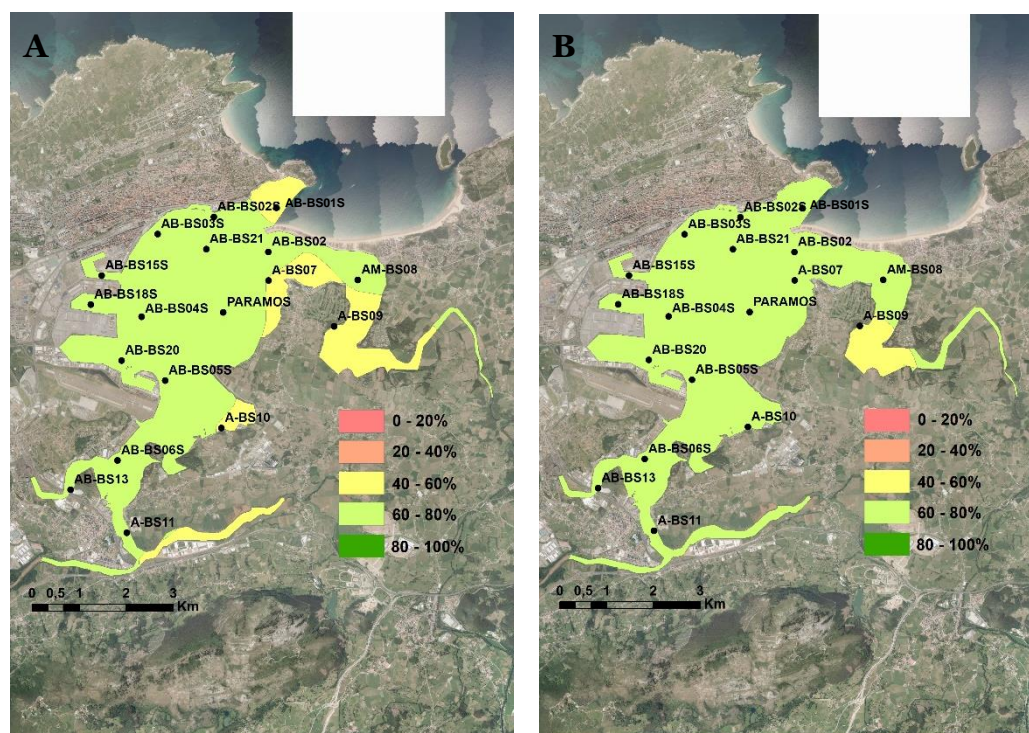 A
AB-BS02S
AB-BS01S
AB-BS03S
AB-BS21
AB-BS02
AB-BS15S
A-BS07
AM-BS08
AB-BS18S
AB-BS04S
PARAMOS
A-BS09
AB-BS20
AB-BS05S
A-BS10
AB-BS06S
AB-BS13
A-BS11
0 - 20%
20 - 40%
40 - 60%
60 - 80%
80 - 100%
0 0,5 1 2 3
Km
B
AB-BS02S
AB-BS01S
AB-BS03S
AB-BS21
AB-BS02
AB-BS15S
A-BS07
AM-BS08
AB-BS18S
AB-BS04S
PARAMOS
A-BS09
AB-BS20
AB-BS05S
A-BS10
AB-BS06S
AB-BS13
A-BS11
0 - 20%
20 - 40%
40 - 60%
60 - 80%
80 - 100%
0 0,5 1 2 3
Km